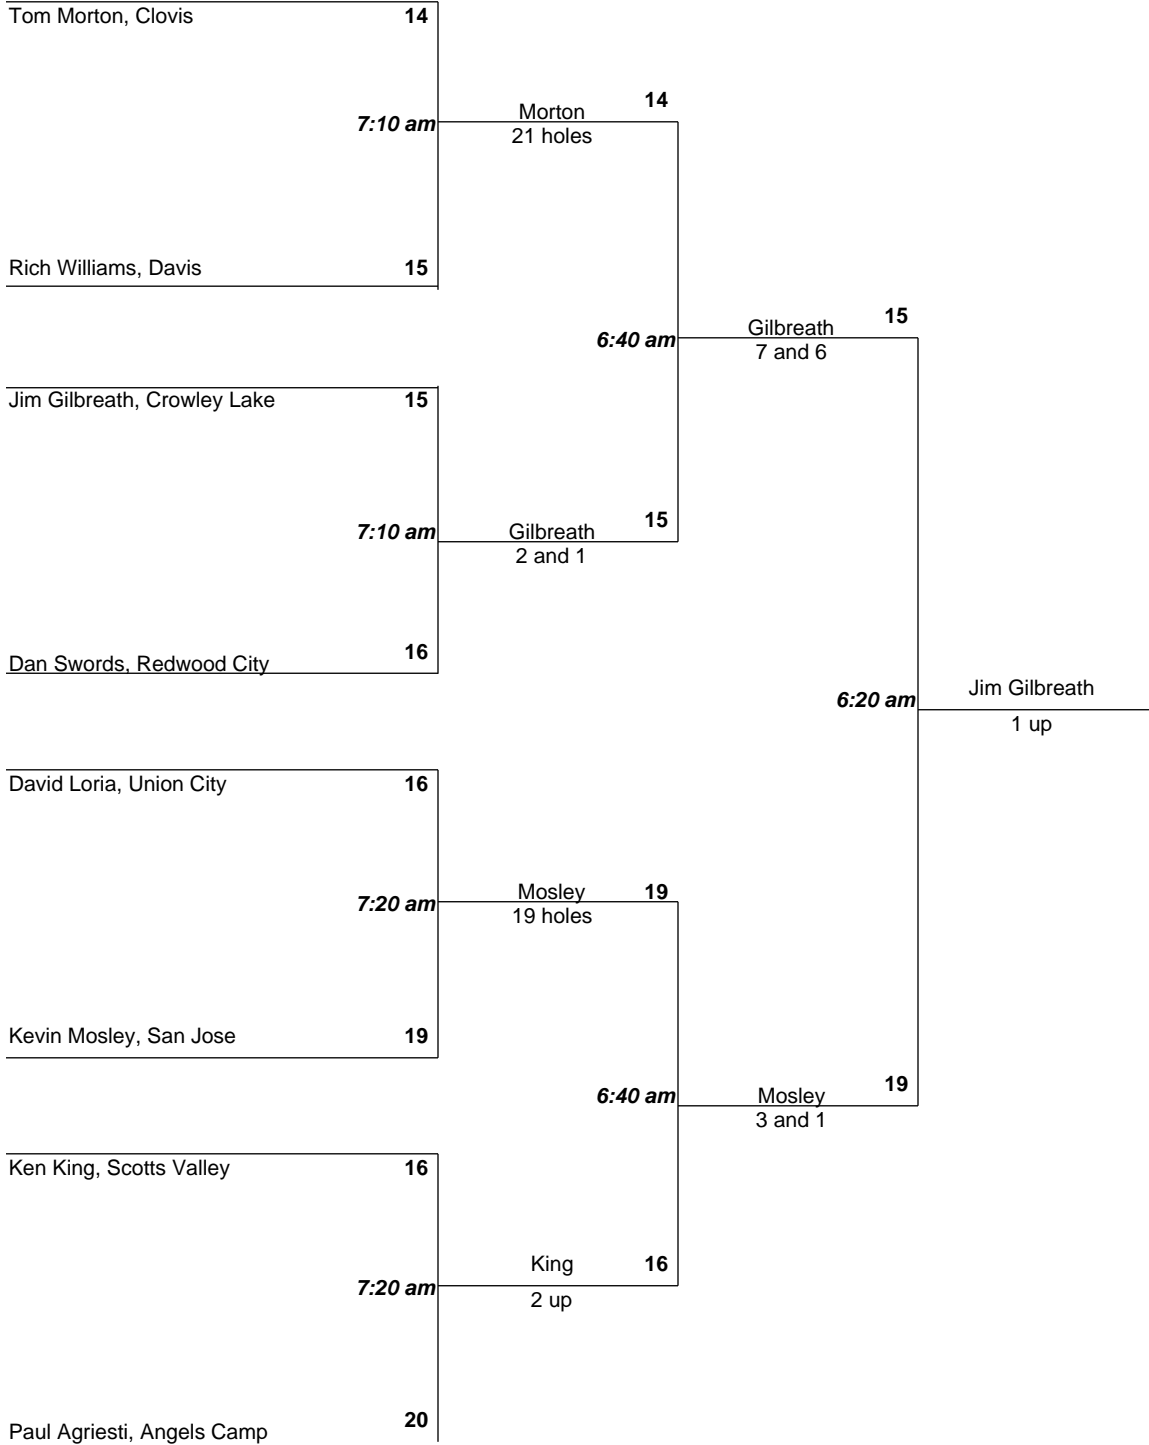 Tom Morton, Clovis 14
Morton 14
7:10 am
21 holes
Rich Williams, Davis 15
Gilbreath 15
6:40 am
7 and 6
Jim Gilbreath, Crowley Lake 15
Gilbreath 15
7:10 am
2 and 1
Dan Swords, Redwood City 16
Jim Gilbreath
6:20 am
1 up
David Loria, Union City 16
Mosley 19
7:20 am
19 holes
Kevin Mosley, San Jose 19
Mosley 19
6:40 am
3 and 1
Ken King, Scotts Valley 16
King 16
7:20 am
2 up
Paul Agriesti, Angels Camp 20